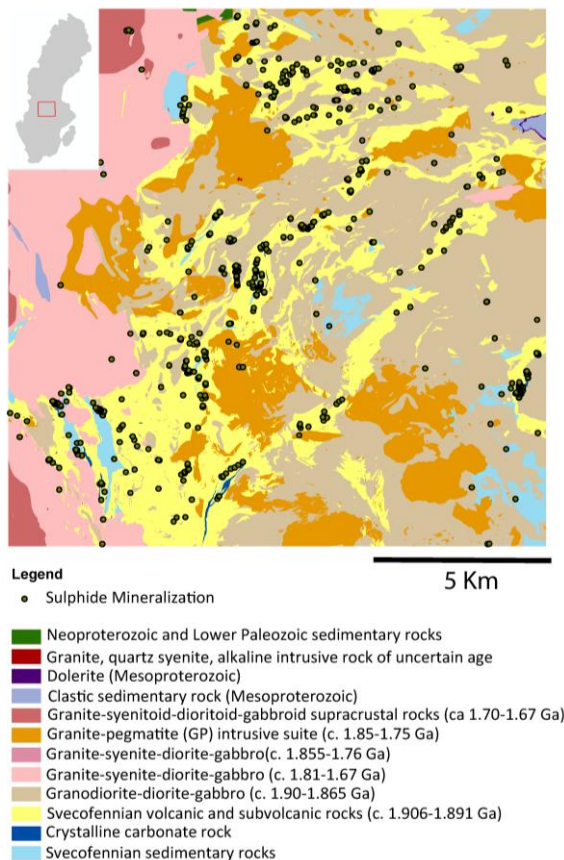 5 Km
Legend
Sulphide Mineralization
Neoproterozoic and Lower Paleozoic sedimentary rocks
Granite, quartz syenite, alkaline intrusive rock of uncertain age
Dolerite (Mesoproterozoic)
Clastic sedimentary rock (Mesoproterozoic)
Granite-syenitoid-dioritoid-gabbroid supracrustal rocks (ca 1.70-1.67 Ga)
Granite-pegmatite (GP) intrusive suite (c. 1.85-1.75 Ga)
Granite-syenite-diorite-gabbro(c. 1.855-1.76 Ga)
Granite-syenite-diorite-gabbro (c. 1.81-1.67 Ga)
Granodiorite-diorite-gabbro (c. 1.90-1.865 Ga)
Svecofennian volcanic and subvolcanic rocks (c. 1.906-1.891 Ga)
Crystalline carbonate rock
Svecofennian sedimentary rocks